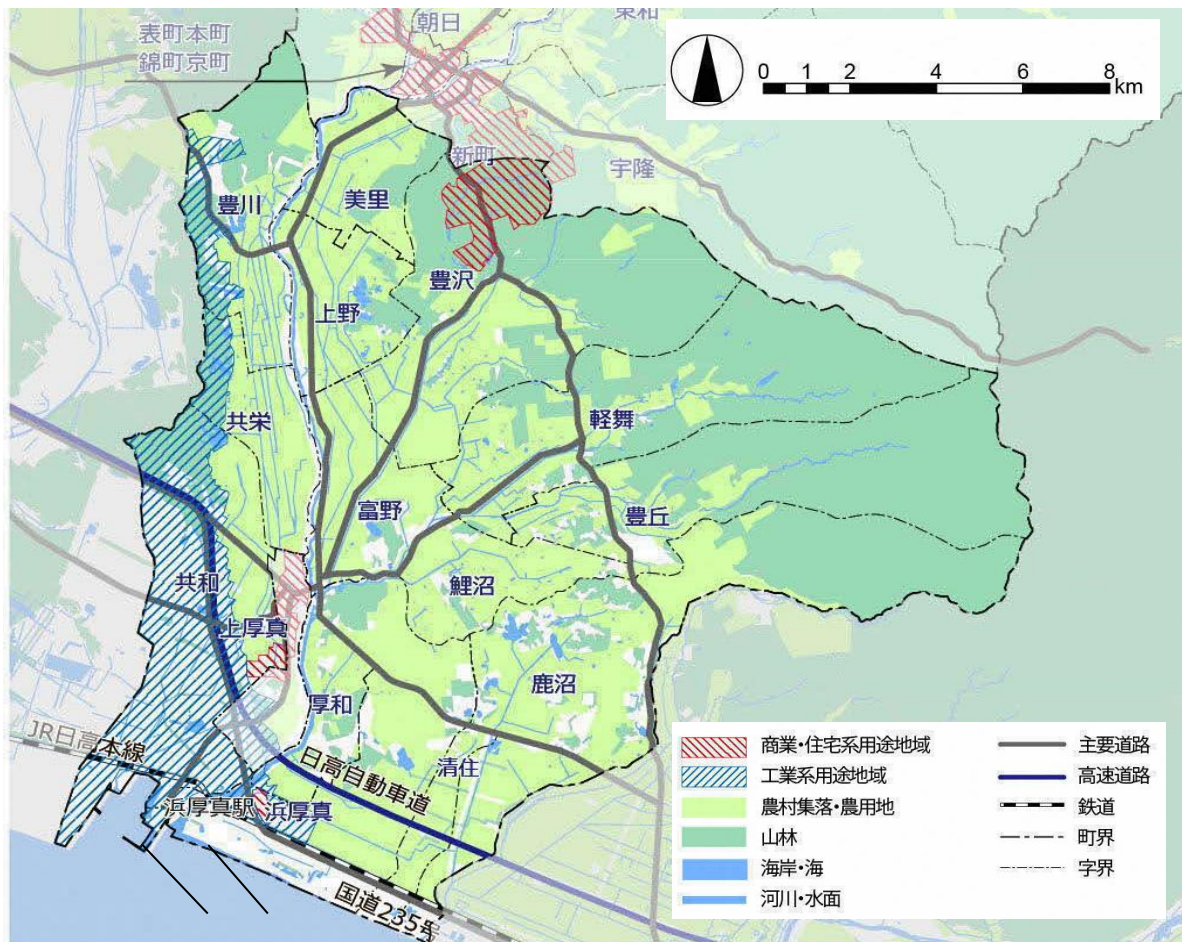 朝日
東和
表町本町
錦町京町
0 1 2 4 6 8
km
新町
宇隆
豊川
美里
豊沢
上野
軽舞
共栄
富野
豊丘
共和
鯉沼
上厚真
鹿沼
厚和
JR日高本線
清住
日高自動車道
浜厚真駅
浜厚真
国道235号
商業・住宅系用途地域
工業系用途地域
農村集落・農用地
山林
海岸・海
河川・水面
主要道路
高速道路
鉄道
町界
字界